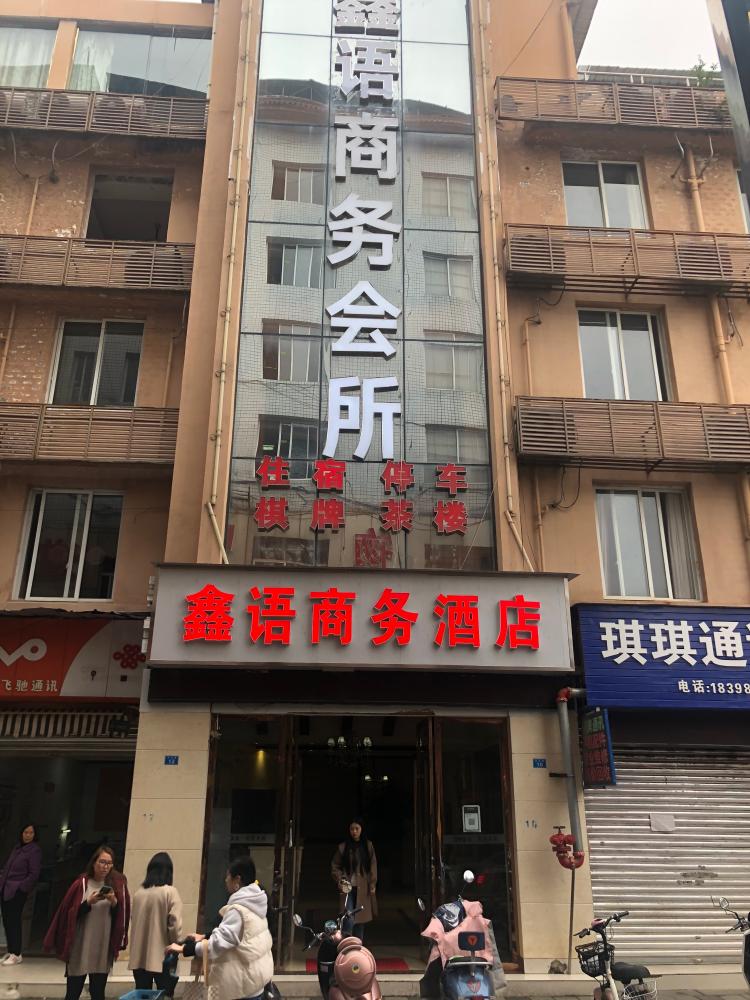 鑫语商务会所
住宿 停车
棋牌 茶楼
鑫语商务酒店
飞驰通讯
琪琪通
电话:18398